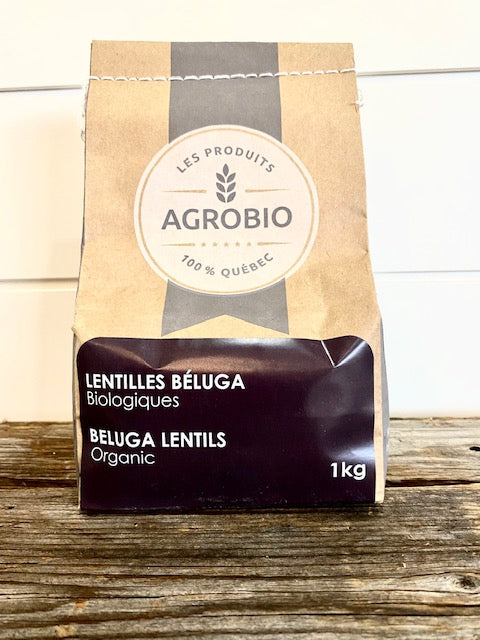 LES PRODUITS
AGROBIO
100 % QUÉBEC
LENTILLES BÉLUGA
Biologiques
BELUGA LENTILS
Organic
1kg